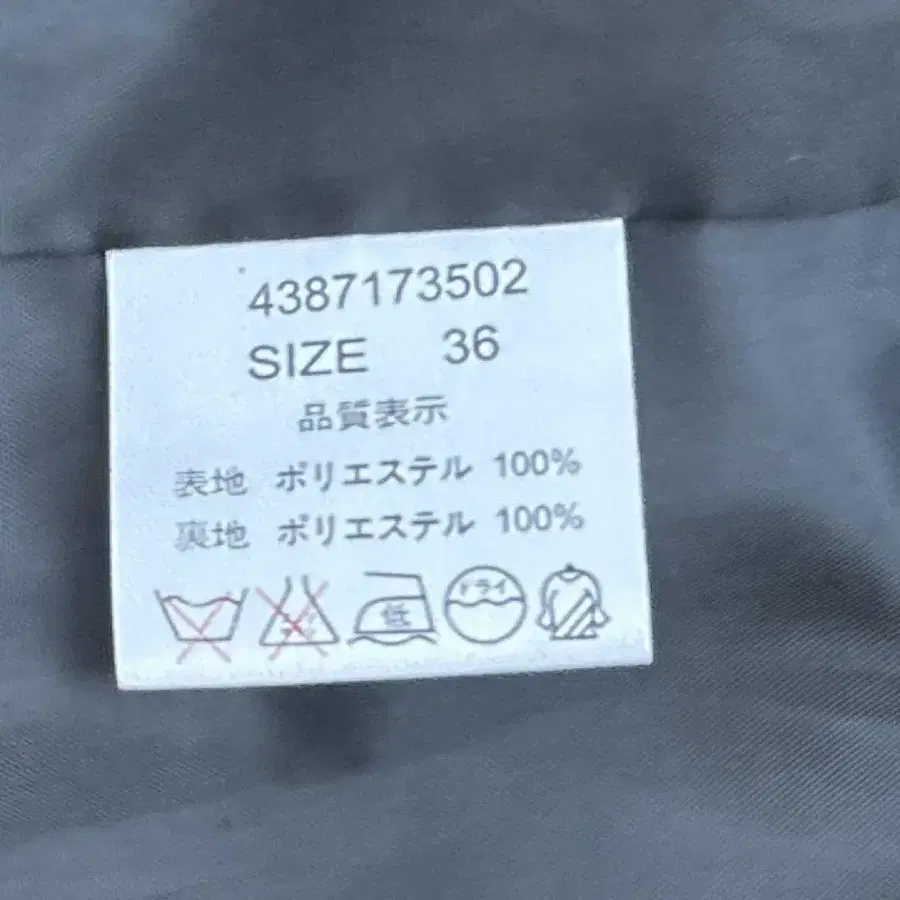 4387173502
SIZE 36
品質表示
表地 ポリエステル 100%
裏地 ポリエステル 100%
低 ドライ